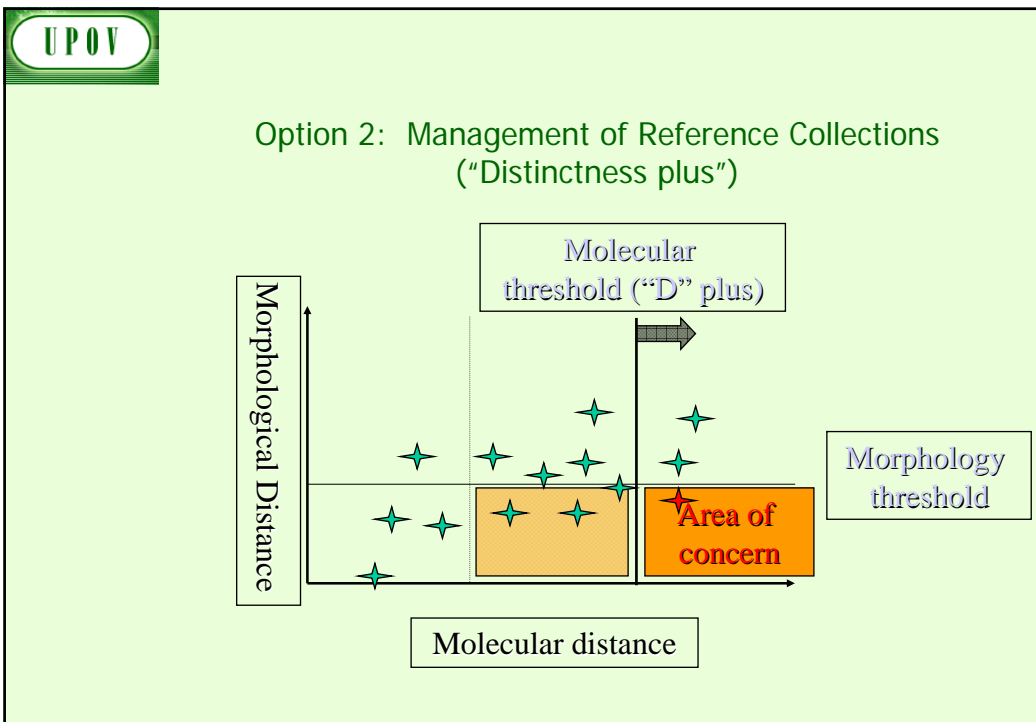 UPOV
Option 2: Management of Reference Collections
("Distinctness plus")
Molecular
threshold (“D” plus)
Morphological Distance
Morphology
threshold
Area of
concern
Molecular distance